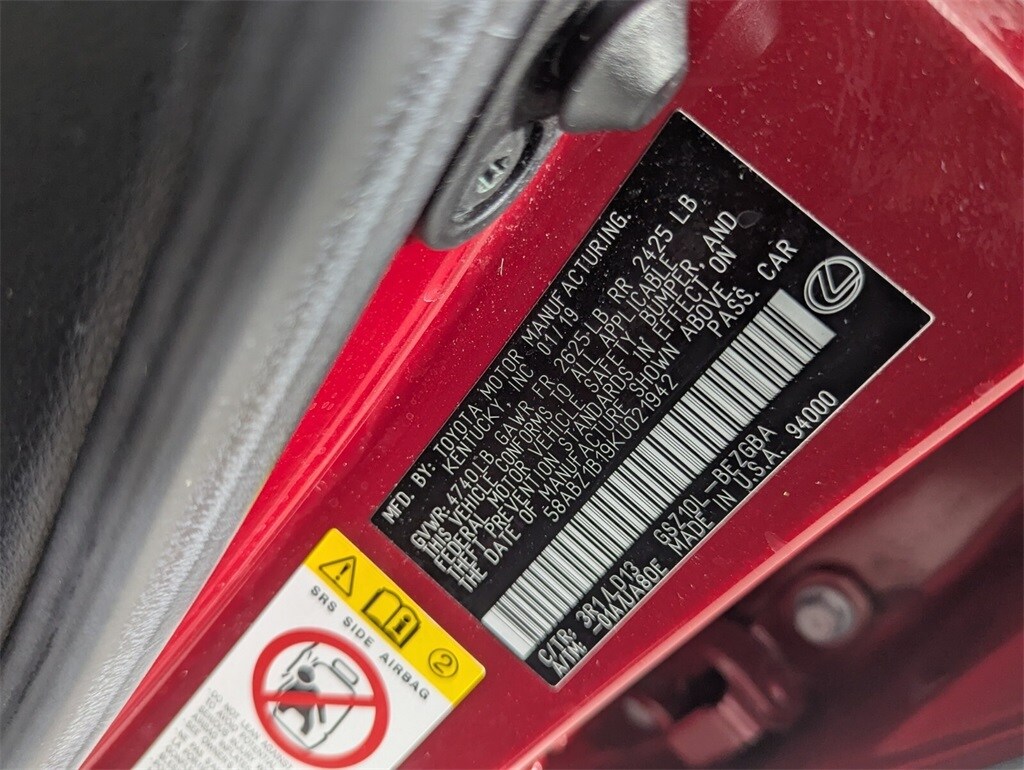 MFD. BY: TOYOTA MOTOR MANUFACTURING.
KENTUCKY, INC 01/19
GVWR 4740LB GAWR FR 2625 LB RR 2425 LB
THIS VEHICLE CONFORMS TO ALL APPLICABLE
FEDERAL MOTOR VEHICLE SAFETY, BUMPER, AND
THEFT PREVENTION STANDARDS IN EFFECT ON
THE DATE OF MANUFACTURE SHOWN ABOVE.
58ABZ1B19KU021942 PASS. CAR
C/TR: 3R1/LD13 GSZ10L-BEZGBA
A/TM: -01A/UA80E MADE IN U.S.A. 94000
SRS SIDE AIRBAG
2